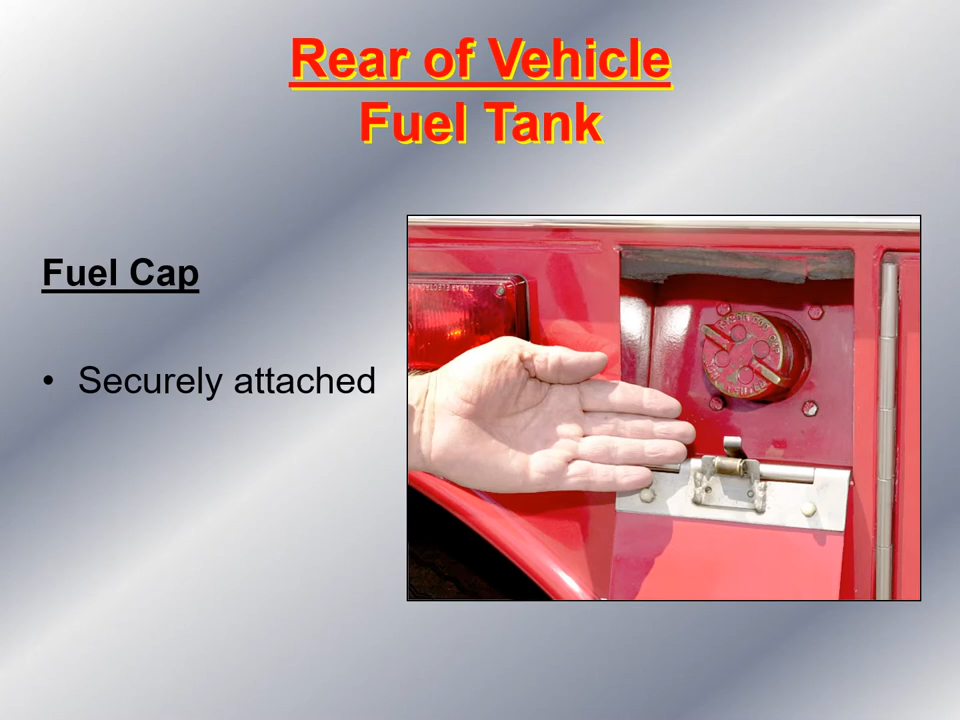 Rear of Vehicle
Fuel Tank
Fuel Cap
• Securely attached